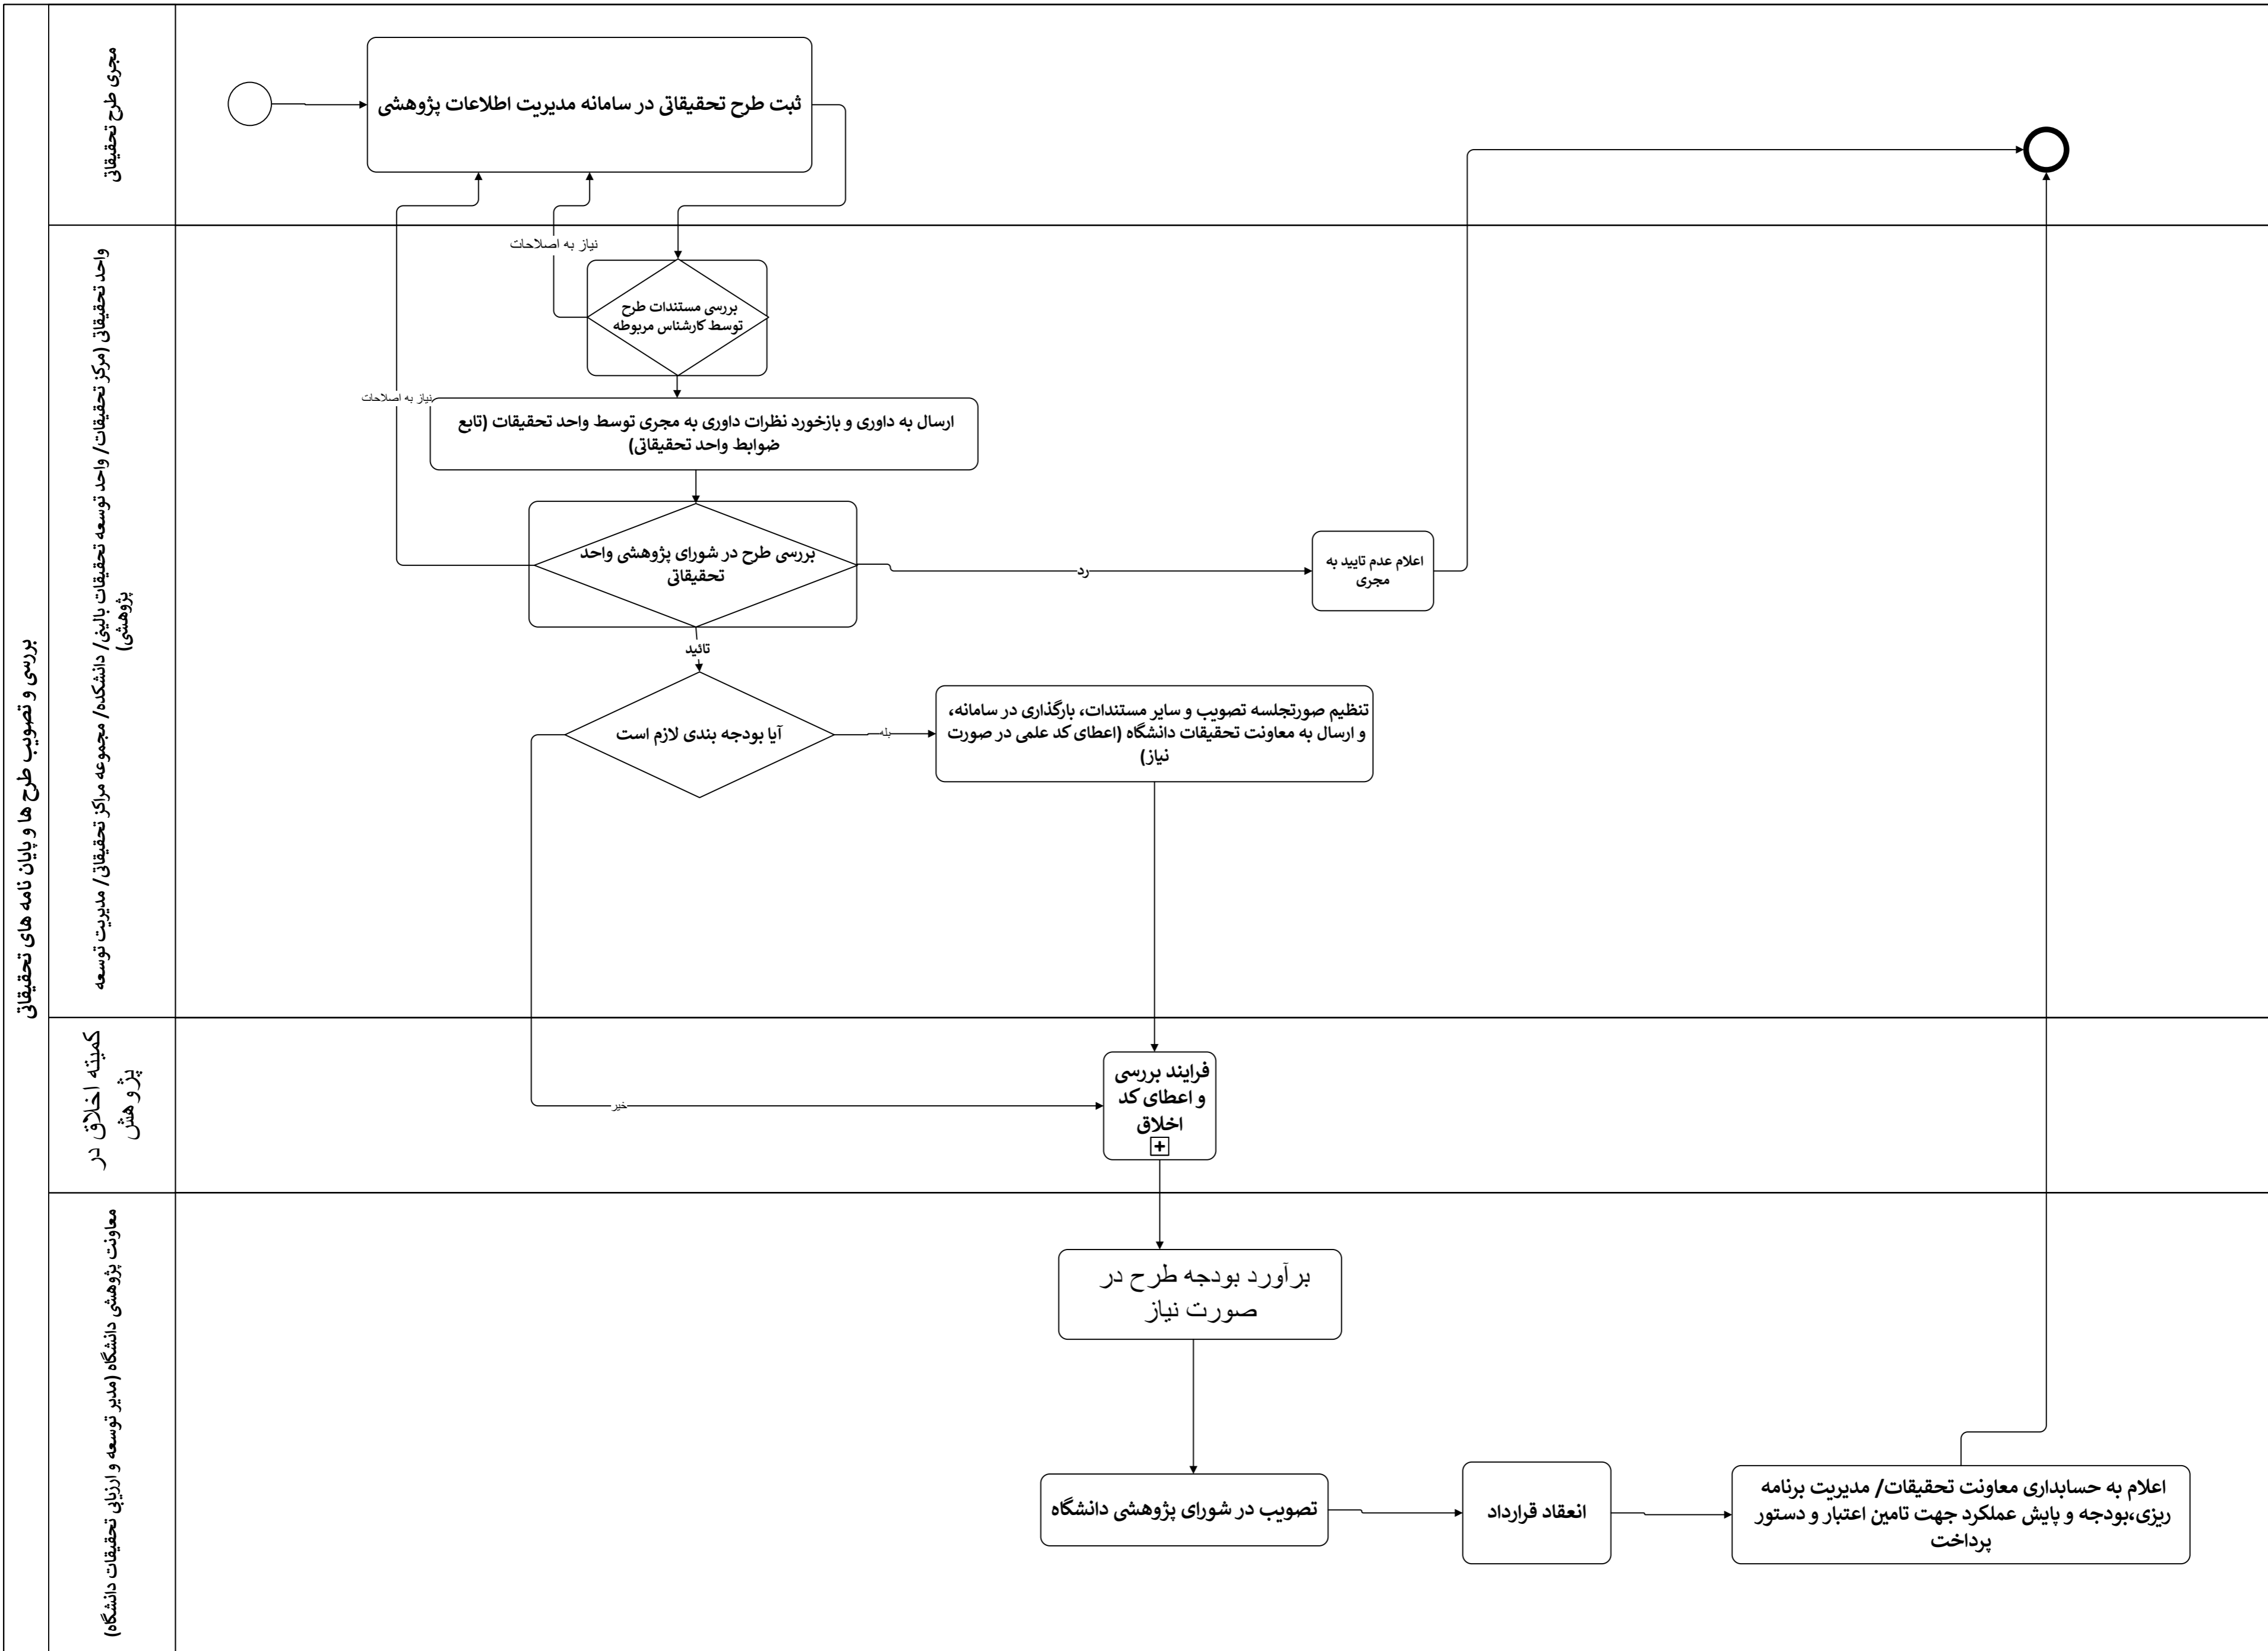 بررسی و تصویب طرح ها و پایان نامه های تحقیقاتی
مجری طرح تحقیقاتی
ثبت طرح تحقیقاتی در سامانه مدیریت اطلاعات پژوهشی
واحد تحقیقاتی (مرکز تحقیقات/ واحد توسعه تحقیقات بالینی/ دانشکده/ مجموعه مراکز تحقیقاتی/ مدیریت توسعه
پژوهشی)
نیاز به اصلاحات
بررسی مستندات طرح
توسط کارشناس مربوطه
نیاز به اصلاحات
ارسال به داوری و بازخورد نظرات داوری به مجری توسط واحد تحقیقات (تابع
ضوابط واحد تحقیقاتی)
بررسی طرح در شورای پژوهشی واحد
تحقیقاتی
رد
اعلام عدم تایید به
مجری
تائید
آیا بودجه بندی لازم است
بله
تنظیم صورتجلسه تصویب و سایر مستندات، بارگذاری در سامانه،
و ارسال به معاونت تحقیقات دانشگاه (اعطای کد علمی در صورت
نیاز)
کمیته اخلاق در
پژوهش
خیر
فرایند بررسی
و اعطای کد
اخلاق
معاونت پژوهشی دانشگاه (مدیر توسعه و ارزیابی تحقیقات دانشگاه)
برآورد بودجه طرح در
صورت نیاز
تصویب در شورای پژوهشی دانشگاه
انعقاد قرارداد
اعلام به حسابداری معاونت تحقیقات/ مدیریت برنامه
ریزی،بودجه و پایش عملکرد جهت تامین اعتبار و دستور
پرداخت